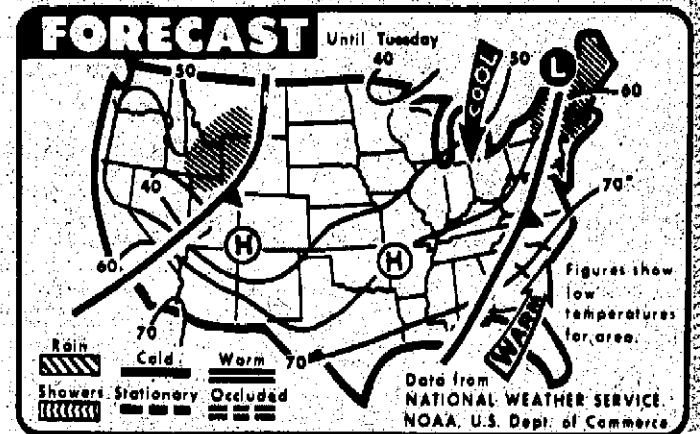 FORECAST Until Tuesday
50
40
COOL
50
L
60
40
70°
H
H
60
Figures show
low
temperatures
for area.
WARM
70
70°
Rain
Cold
Warm
Showers Stationary Occluded
Data from
NATIONAL WEATHER SERVICE.
NOAA, U.S. Dept. of Commerce